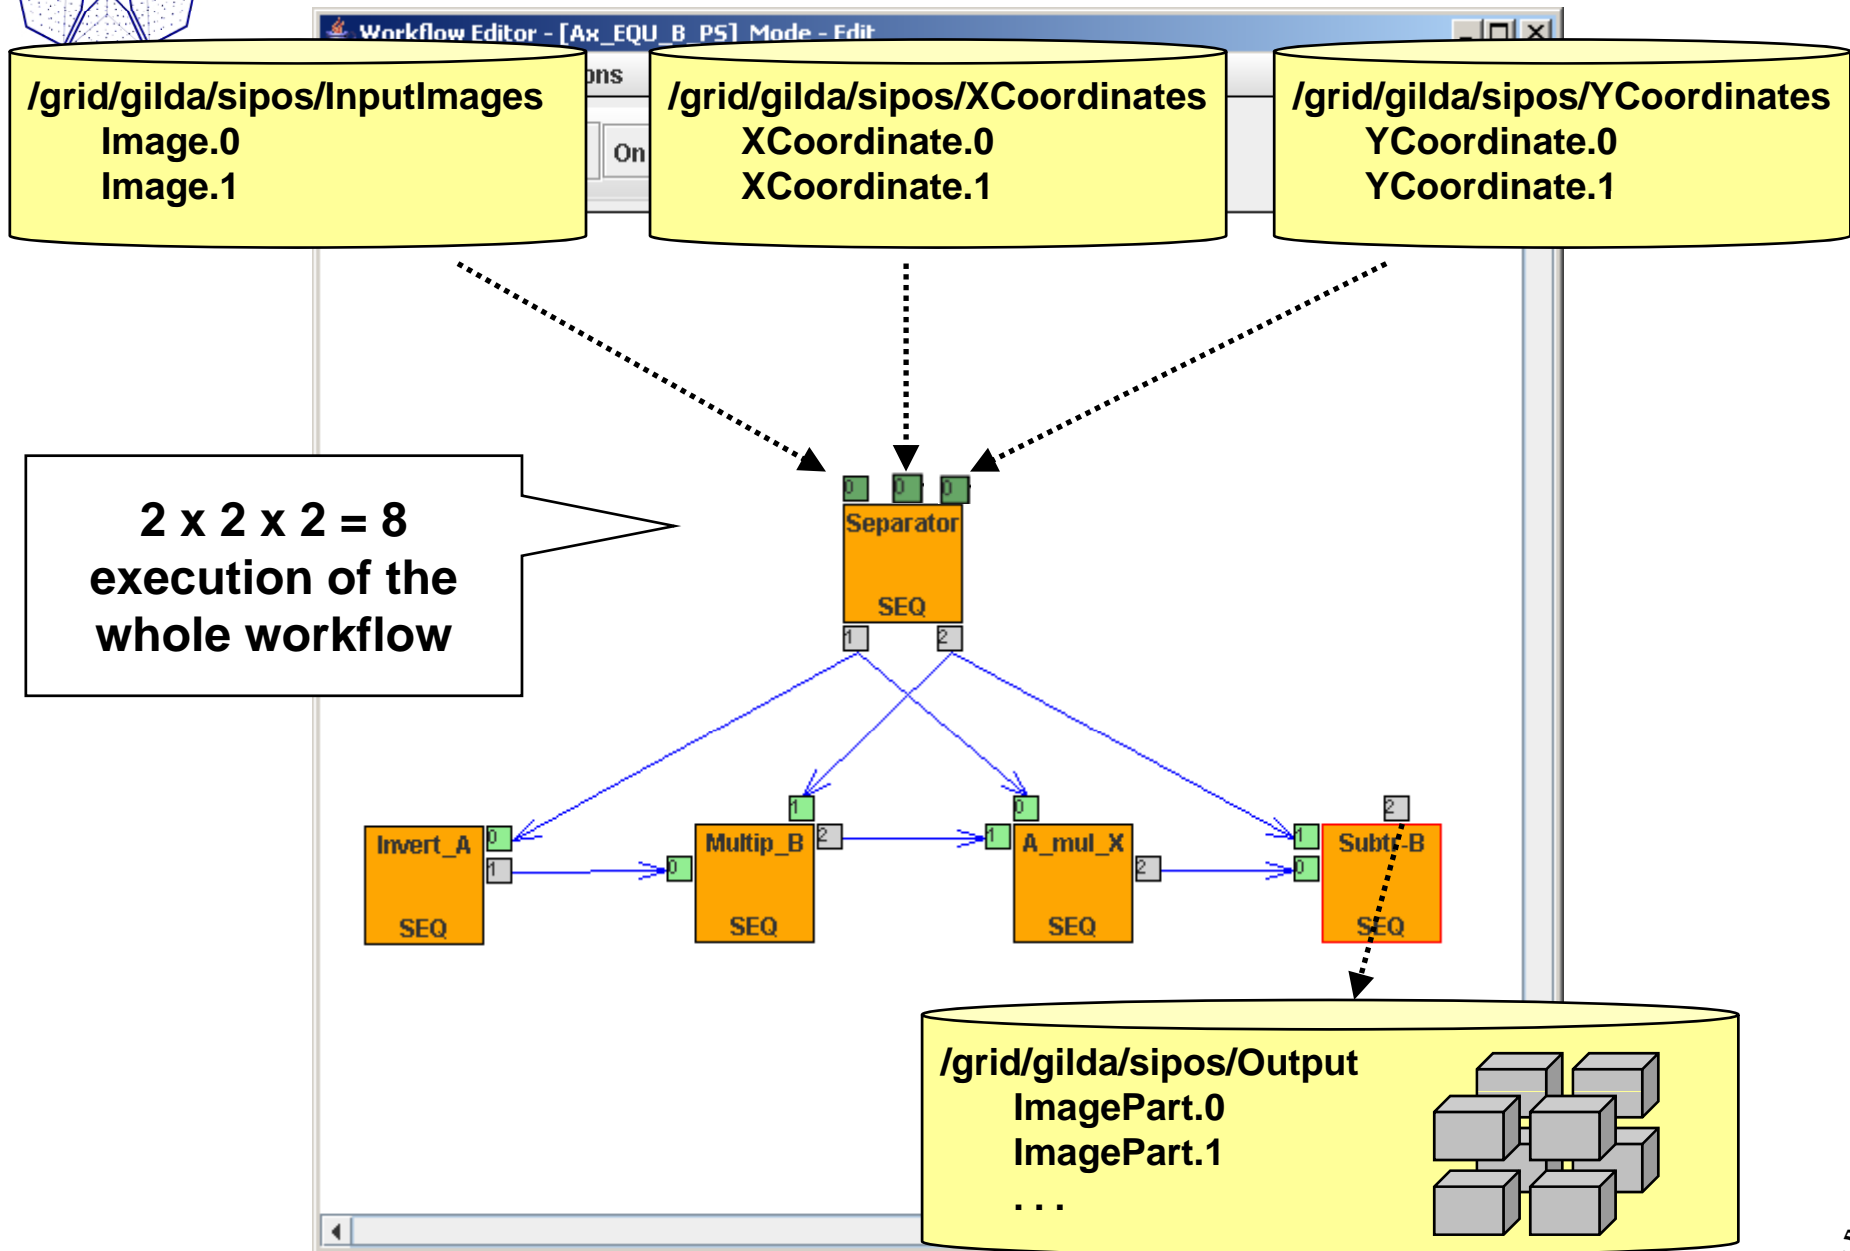 Workflow Editor - [Ax_EQU_B_PS] Mode - Edit
/grid/gilda/sipos/InputImages
Image.0
Image.1
ons
On
/grid/gilda/sipos/XCoordinates
XCoordinate.0
XCoordinate.1
/grid/gilda/sipos/YCoordinates
YCoordinate.0
YCoordinate.1
2 x 2 x 2 = 8
execution of the
whole workflow
0 0 0
Separator
SEQ
1 2
Invert_A
0
1
SEQ
1
Multip_B
2
0
SEQ
0
1
A_mul_X
2
SEQ
2
1
Subtr-B
0
SEQ
/grid/gilda/sipos/Output
ImagePart.0
ImagePart.1
. . .